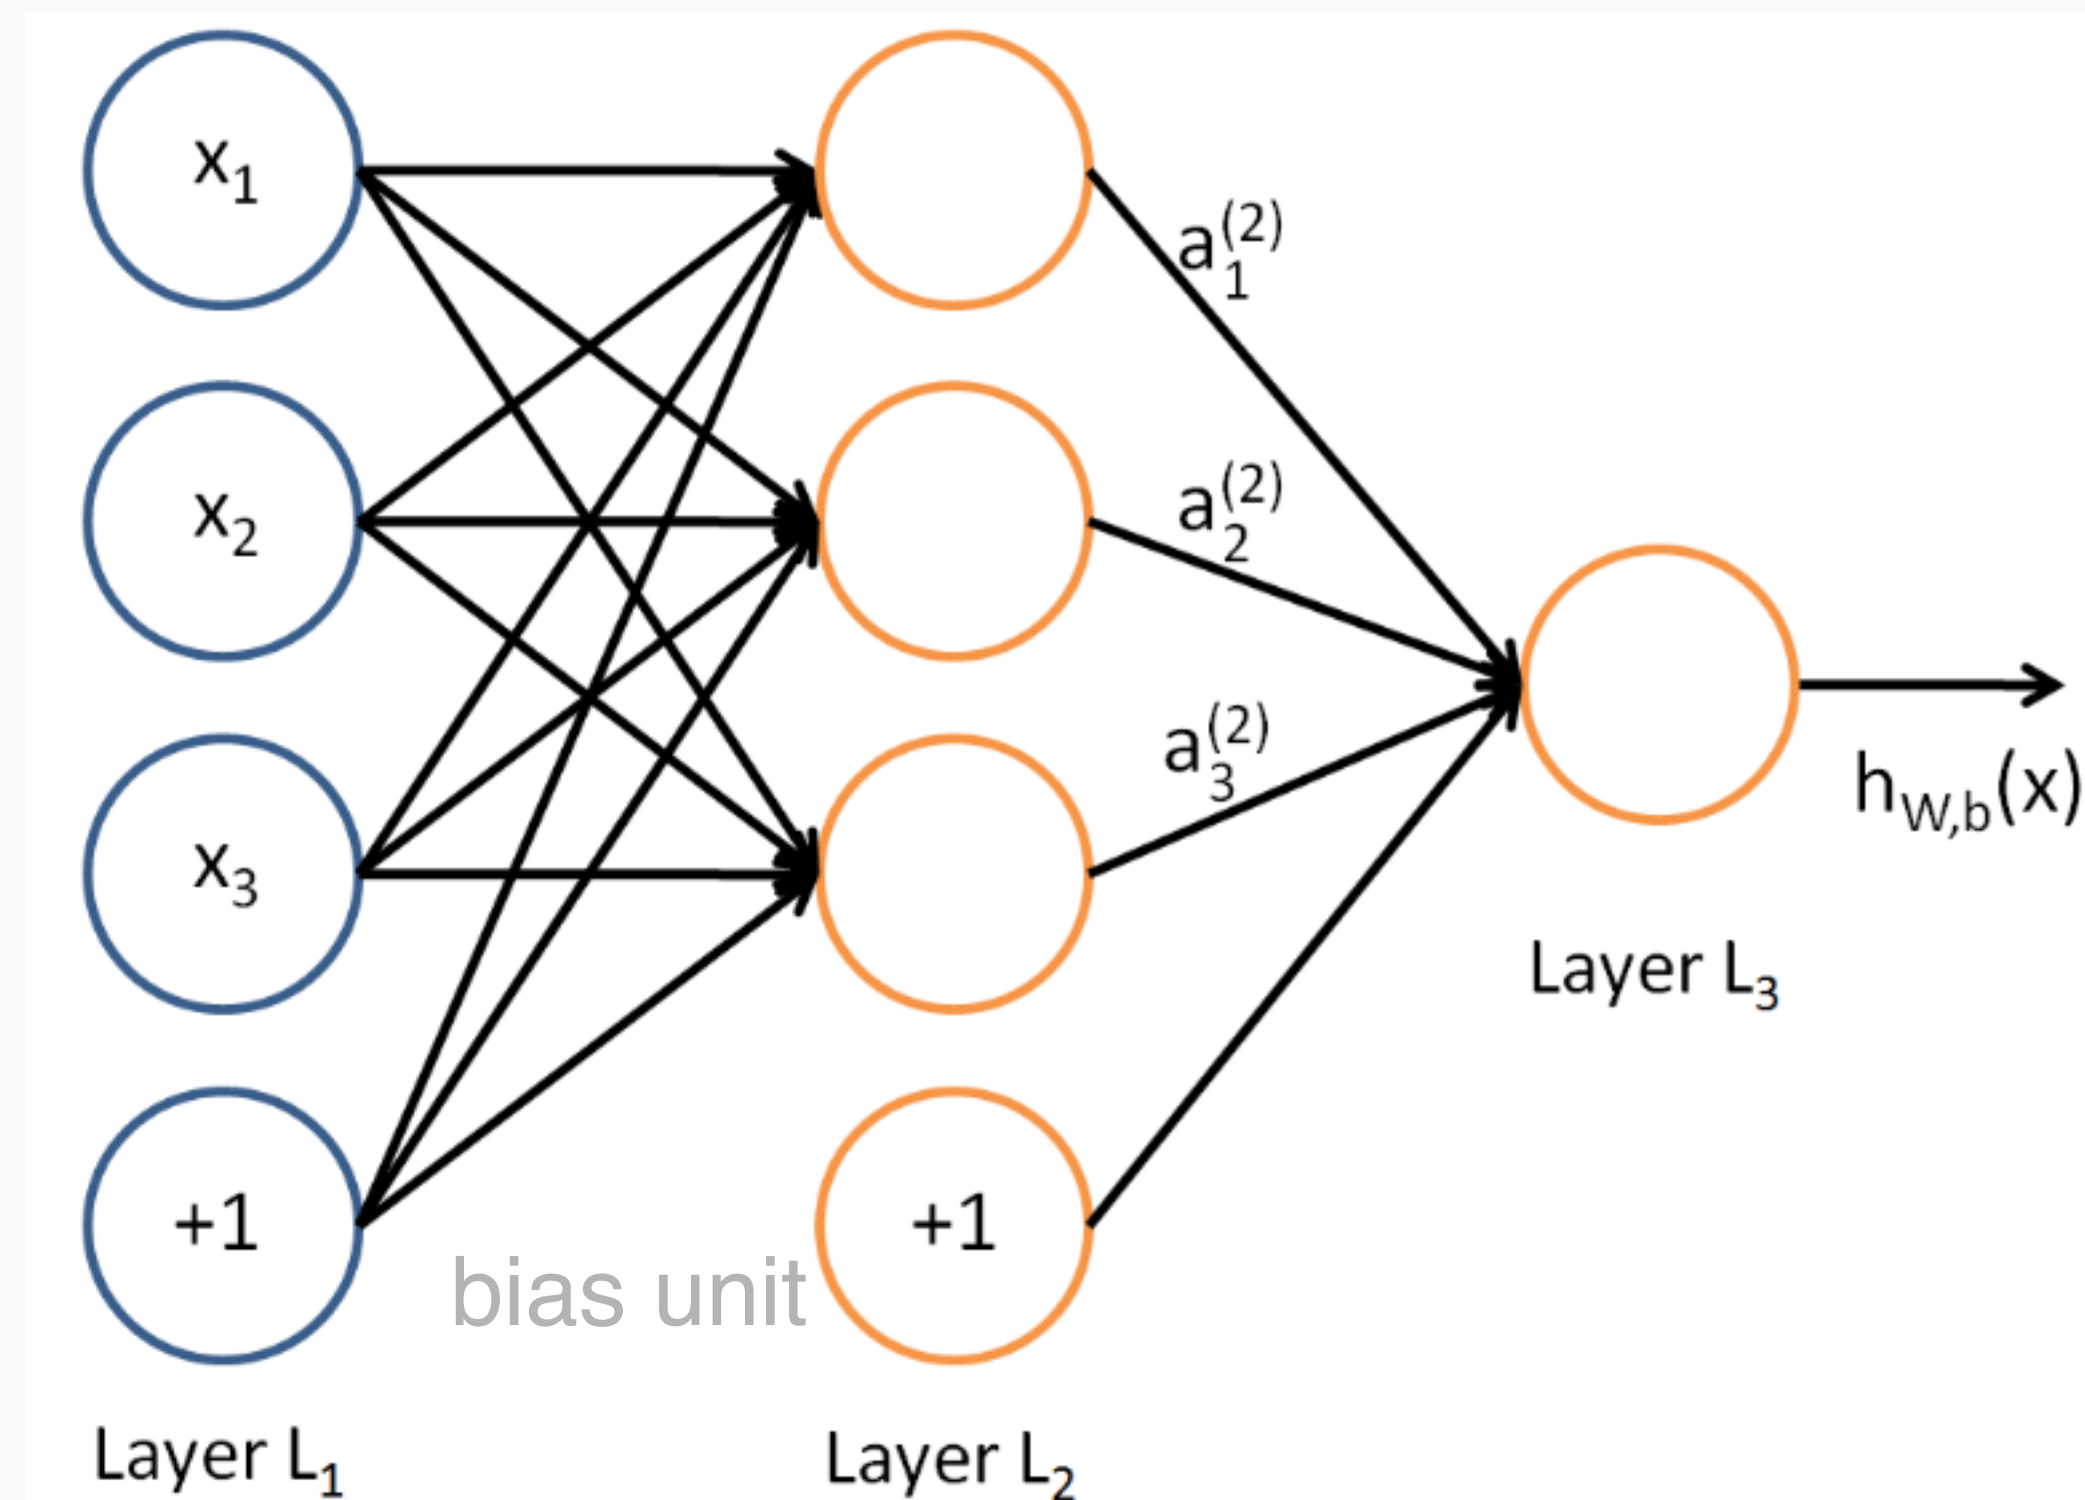 x₁
a₁⁽²⁾
x₂
a₂⁽²⁾
x₃
a₃⁽²⁾
h_W,b(x)
Layer L₃
+1
+1
bias unit
Layer L₁
Layer L₂